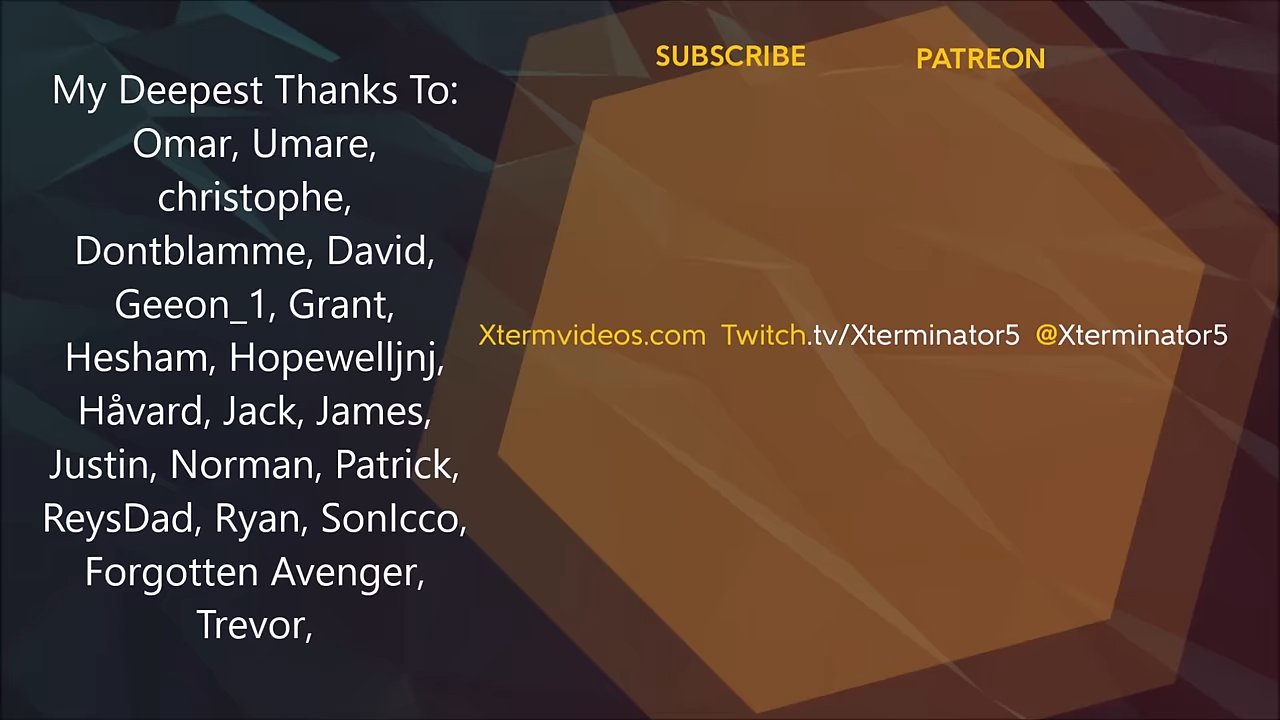 My Deepest Thanks To:
Omar, Umare,
christophe,
Dontblamme, David,
Geeon_1, Grant,
Hesham, Hopewelljnj,
Håvard, Jack, James,
Justin, Norman, Patrick,
ReysDad, Ryan, SonIcco,
Forgotten Avenger,
Trevor,
SUBSCRIBE PATREON
Xtermvideos.com Twitch.tv/Xterminator5 @Xterminator5